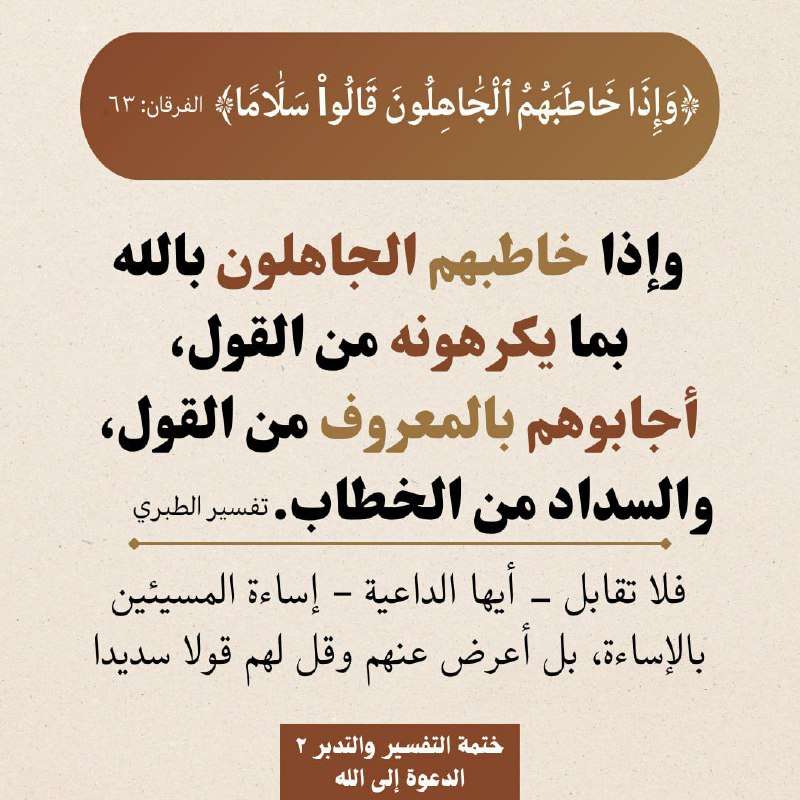 ﴿وَإِذَا خَاطَبَهُمُ ٱلْجَٰهِلُونَ قَالُوا۟ سَلَٰمًا﴾ الفرقان: ٦٣
وإذا خاطبهم الجاهلون بالله
بما يكرهونه من القول،
أجابوهم بالمعروف من القول،
والسداد من الخطاب. تفسير الطبري
فلا تقابل – أيها الداعية – إساءة المسيئين
بالإساءة، بل أعرض عنهم وقل لهم قولا سديدا
ختمة التفسير والتدبر ٢
الدعوة إلى الله